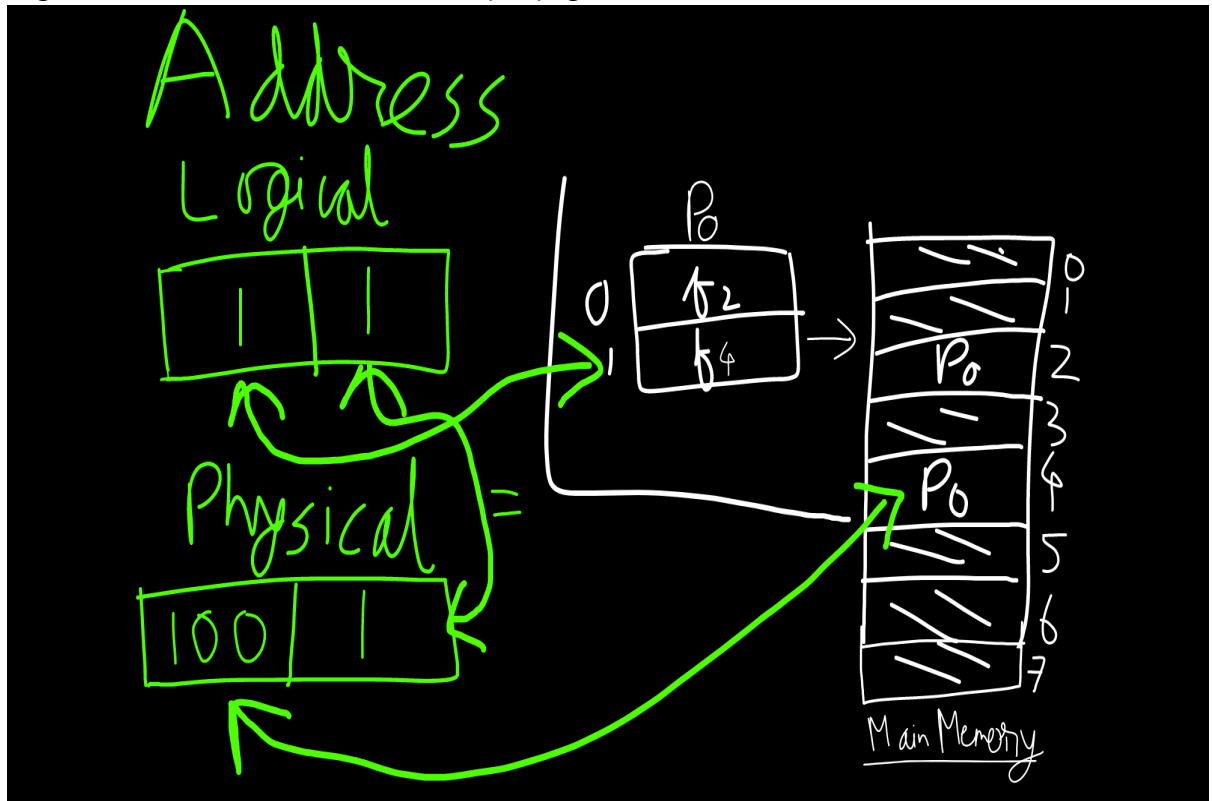 Address
Logical
1 1
Physical
=
100 1
P0
0 f2
1 f4
0
1
P0 2
3
P0 4
5
6
7
Main Memory